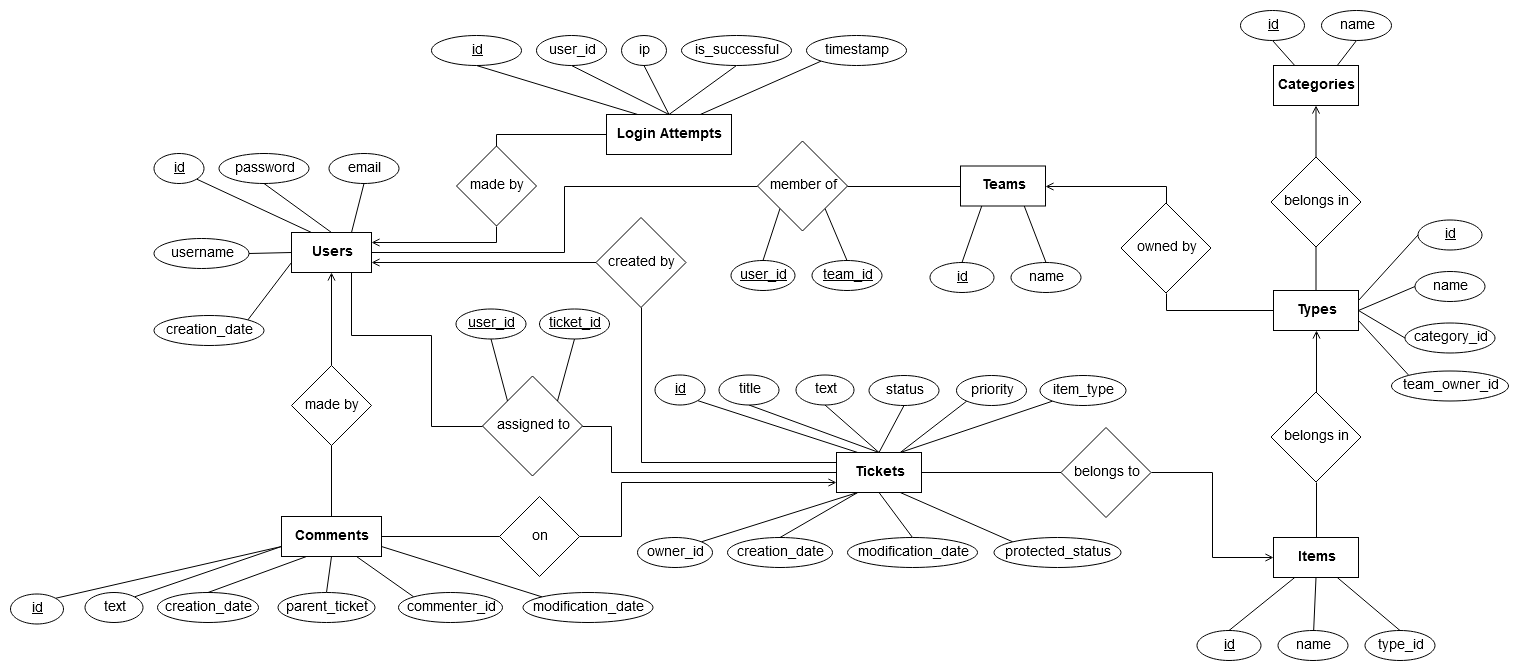 id
name
Categories
id
user_id
ip
is_successful
timestamp
Login Attempts
id
password
email
made by
member of
Teams
belongs in
username
Users
created by
owned by
id
user_id
team_id
id
name
name
creation_date
user_id
ticket_id
Types
category_id
id
title
text
status
priority
item_type
team_owner_id
made by
assigned to
belongs in
Tickets
belongs to
Comments
on
owner_id
creation_date
modification_date
protected_status
Items
id
text
creation_date
parent_ticket
commenter_id
modification_date
id
name
type_id